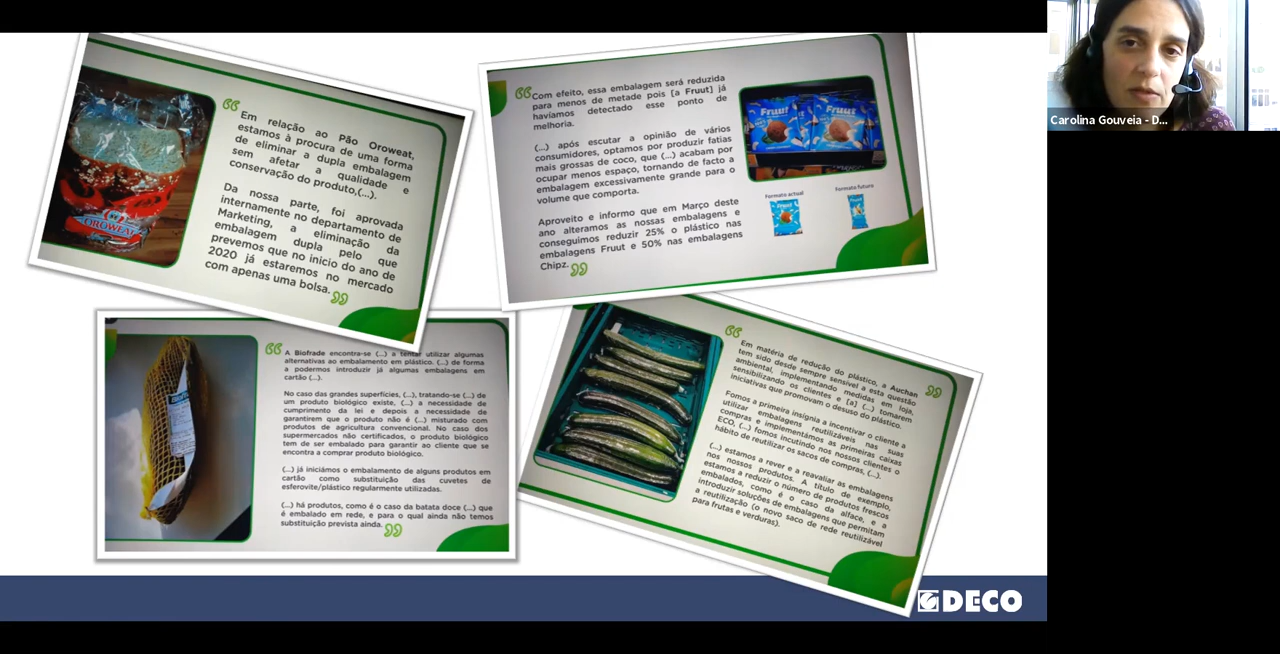 Em relação ao Pão Oroweat,
estamos à procura de uma forma
de eliminar a dupla embalagem
sem afetar a qualidade e
conservação do produto,(...).
Da nossa parte, foi aprovada
internamente no departamento de
Marketing, a eliminação da
embalagem dupla pelo que
prevemos que no início do ano de
2020 já estaremos no mercado
com apenas uma bolsa.
OROWEAT
Com efeito, essa embalagem será reduzida
para menos de metade pois [a Fruut] já
havíamos detectado esse ponto de
melhoria.
(...) após escutar a opinião de vários
consumidores, optamos por produzir fatias
mais grossas de coco, que (...) acabam por
ocupar menos espaço, tornando de facto a
embalagem excessivamente grande para o
volume que comporta.
Aproveito e informo que em Março deste
ano alteramos as nossas embalagens e
conseguimos reduzir 25% o plástico nas
embalagens Fruut e 50% nas embalagens
Chipz.
Fruut
Fruut
Formato actual
Formato futuro
Fruut
Fruut
A Biofrade encontra-se (...) a tentar utilizar algumas
alternativas ao embalamento em plástico. (...) de forma
a podermos introduzir já algumas embalagens em
cartão (...).
No caso das grandes superfícies, (...), tratando-se (...) de
um produto biológico existe, (...) a necessidade de
cumprimento da lei e depois a necessidade de
garantirem que o produto não é (...) misturado com
produtos de agricultura convencional. No caso dos
supermercados não certificados, o produto biológico
tem de ser embalado para garantir ao cliente que se
encontra a comprar produto biológico.
(...) já iniciámos o embalamento de alguns produtos em
cartão como substituição das cuvetes de
esferovite/plástico regularmente utilizadas.
(...) há produtos, como é o caso da batata doce (...) que
é embalado em rede, e para o qual ainda não temos
substituição prevista ainda.
Em matéria de redução do plástico, a Auchan
tem sido desde sempre sensível a esta questão
ambiental, implementando medidas em loja,
sensibilizando os clientes e [a] (...) tomarem
iniciativas que promovam o desuso do plástico.
Fomos a primeira insígnia a incentivar o cliente a
utilizar embalagens reutilizáveis nas suas
compras e implementámos as primeiras caixas
ECO, (...) fomos incutindo nos nossos clientes o
hábito de reutilizar os sacos de compras, (...).
(...) estamos a rever e a reavaliar as embalagens
nos nossos produtos. A título de exemplo,
estamos a reduzir o número de produtos frescos
embalados, como é o caso da alface, e a
introduzir soluções de embalagens que permitam
a reutilização (o novo saco de rede reutilizável
para frutas e verduras).
DECO
Carolina Gouveia - D...